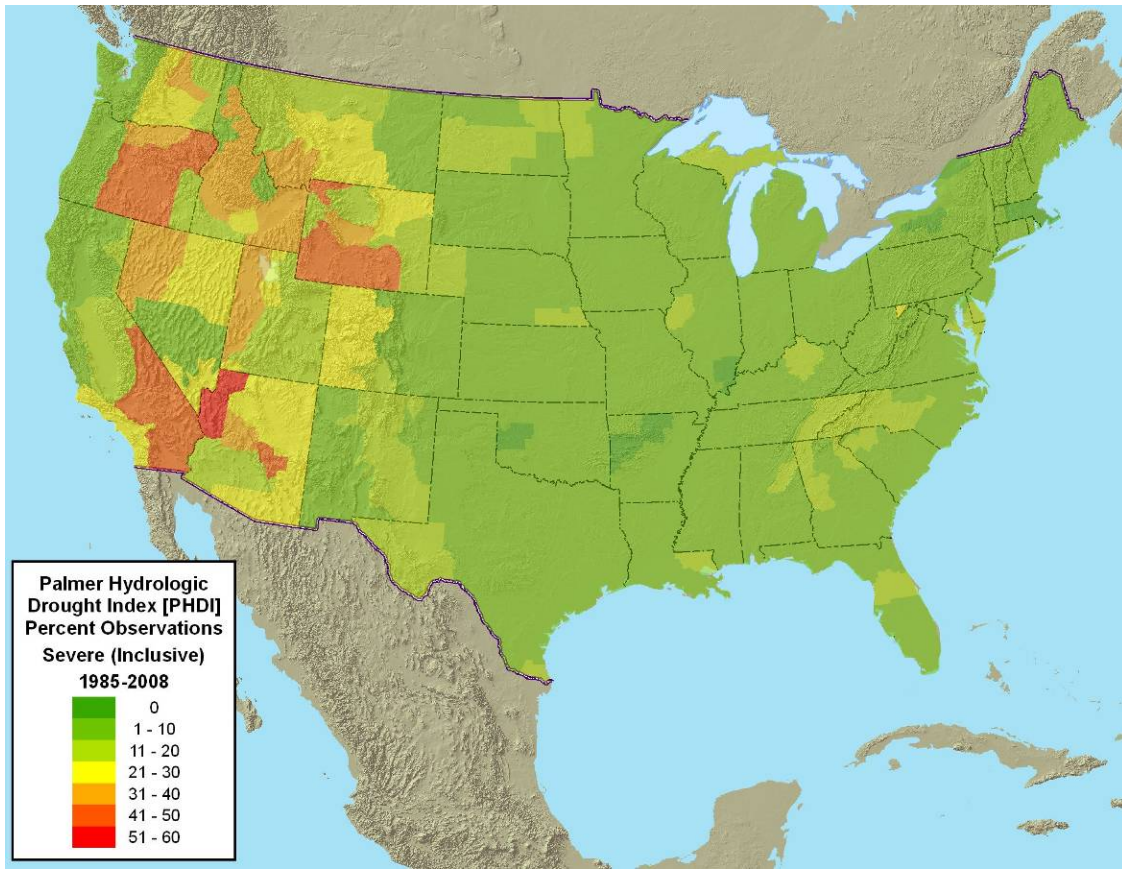 Palmer Hydrologic
Drought Index [PHDI]
Percent Observations
Severe (Inclusive)
1985-2008
0
1 - 10
11 - 20
21 - 30
31 - 40
41 - 50
51 - 60